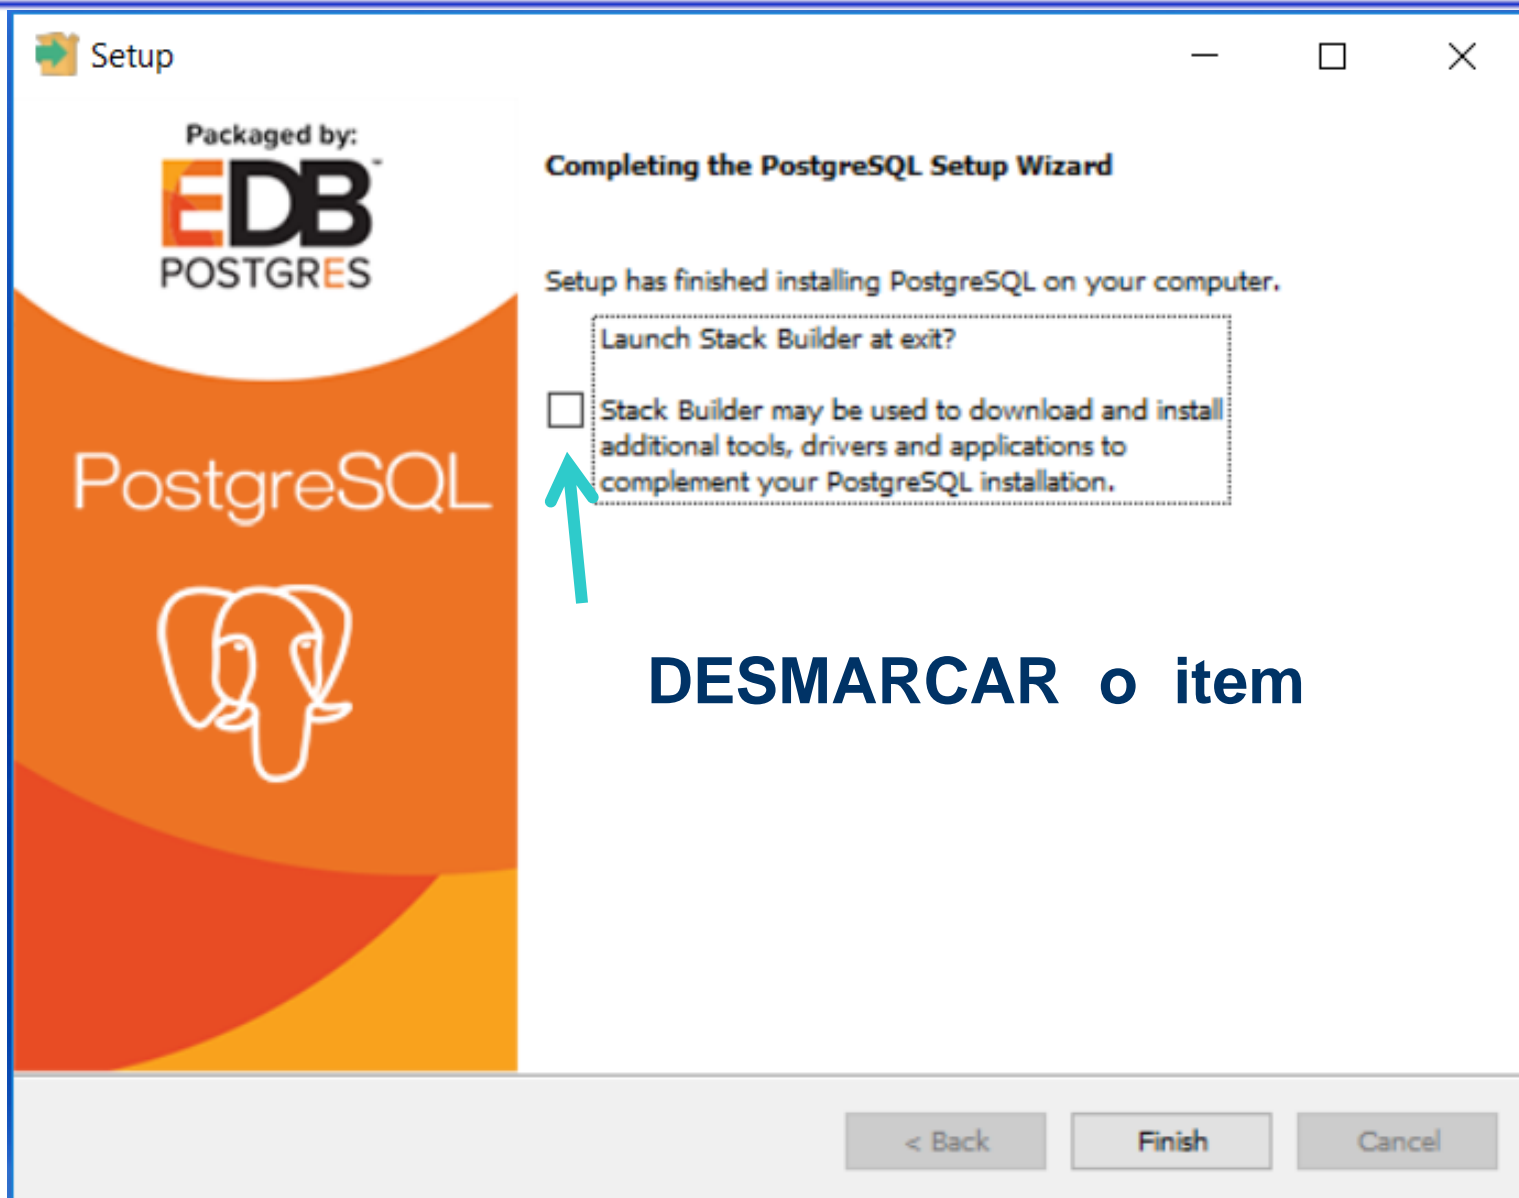 Setup
Packaged by:
EDB™
POSTGRES
PostgreSQL
Completing the PostgreSQL Setup Wizard
Setup has finished installing PostgreSQL on your computer.
Launch Stack Builder at exit?
Stack Builder may be used to download and install
additional tools, drivers and applications to
complement your PostgreSQL installation.
DESMARCAR o item
< Back
Finish
Cancel